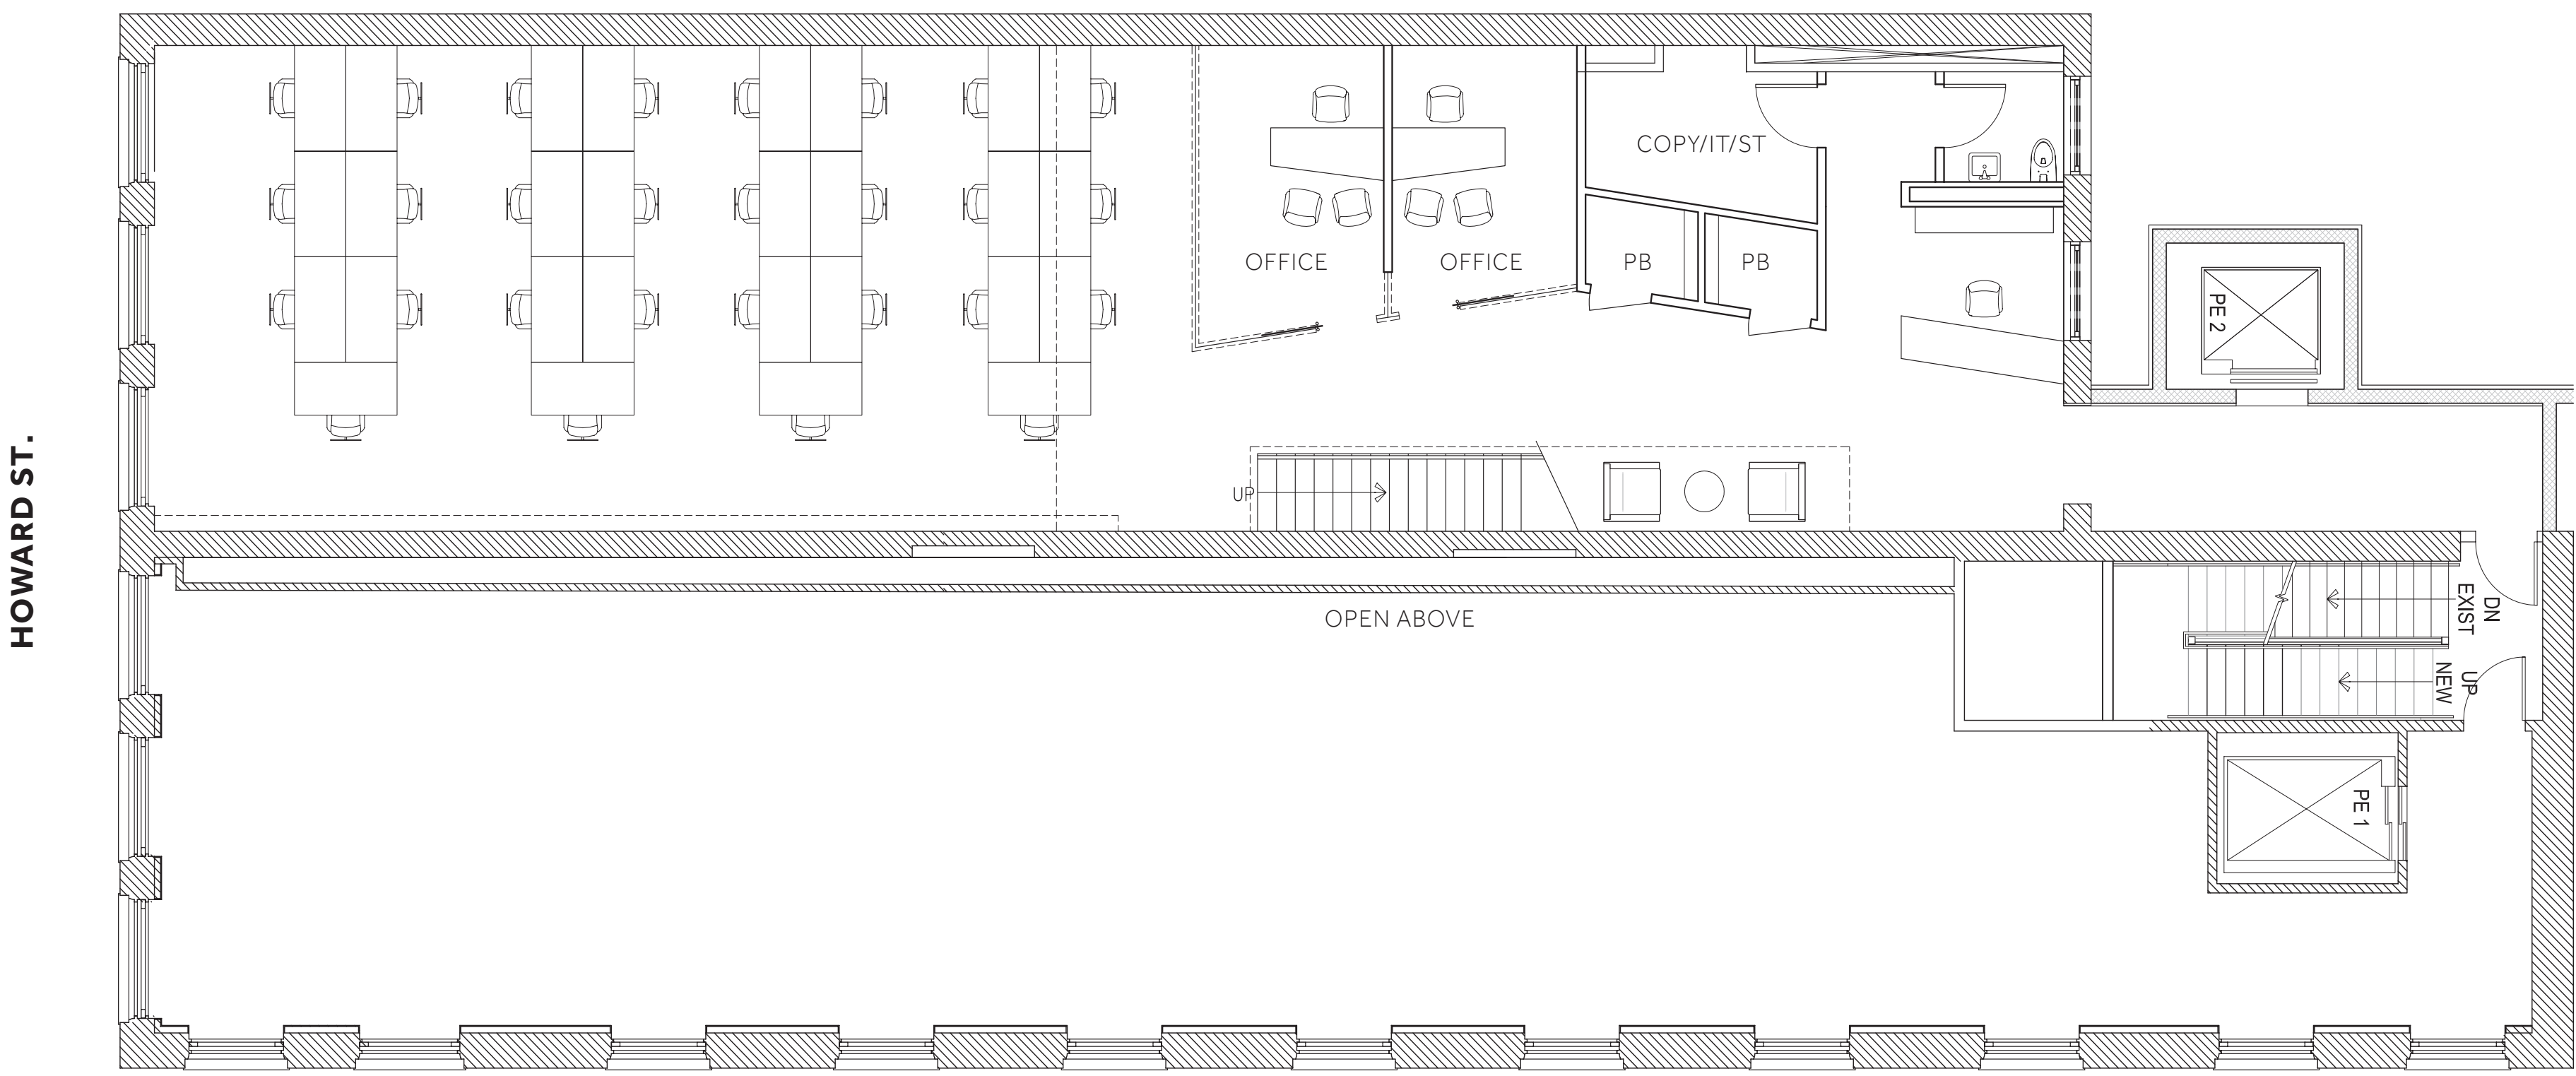 HOWARD ST.
COPY/IT/ST
OFFICE
OFFICE
PB
PB
PE 2
UP
OPEN ABOVE
DN
EXIST
UP
NEW
PE 1